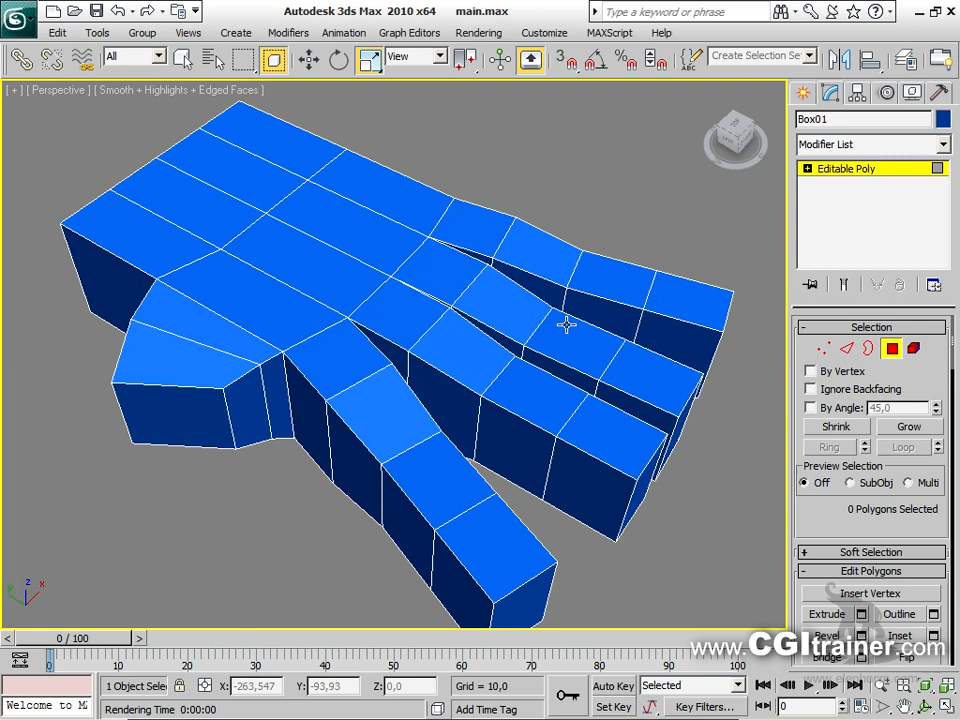 Autodesk 3ds Max 2010 x64 main.max
Type a keyword or phrase
Edit Tools Group Views Create Modifiers Animation Graph Editors Rendering Customize MAXScript Help
All View 3 Create Selection Se
ABC
[ + ] [ Perspective ] [ Smooth + Highlights + Edged Faces ]
Box01
Modifier List
Editable Poly
Selection
By Vertex
Ignore Backfacing
By Angle: 45,0
Shrink Grow
Ring Loop
Preview Selection
Off SubObj Multi
0 Polygons Selected
Soft Selection
Edit Polygons
Insert Vertex
Extrude Outline
Bevel Inset
Bridge Flip
www.CGItrainer.com
z x y
0 / 100
0 10 20 30 40 50 60 70 80 90 100
1 Object Selec X: -263,547 Y: -93,93 Z: 0,0 Grid = 10,0 Auto Key Selected
Welcome to M Rendering Time 0:00:00 Add Time Tag Set Key Key Filters... 0